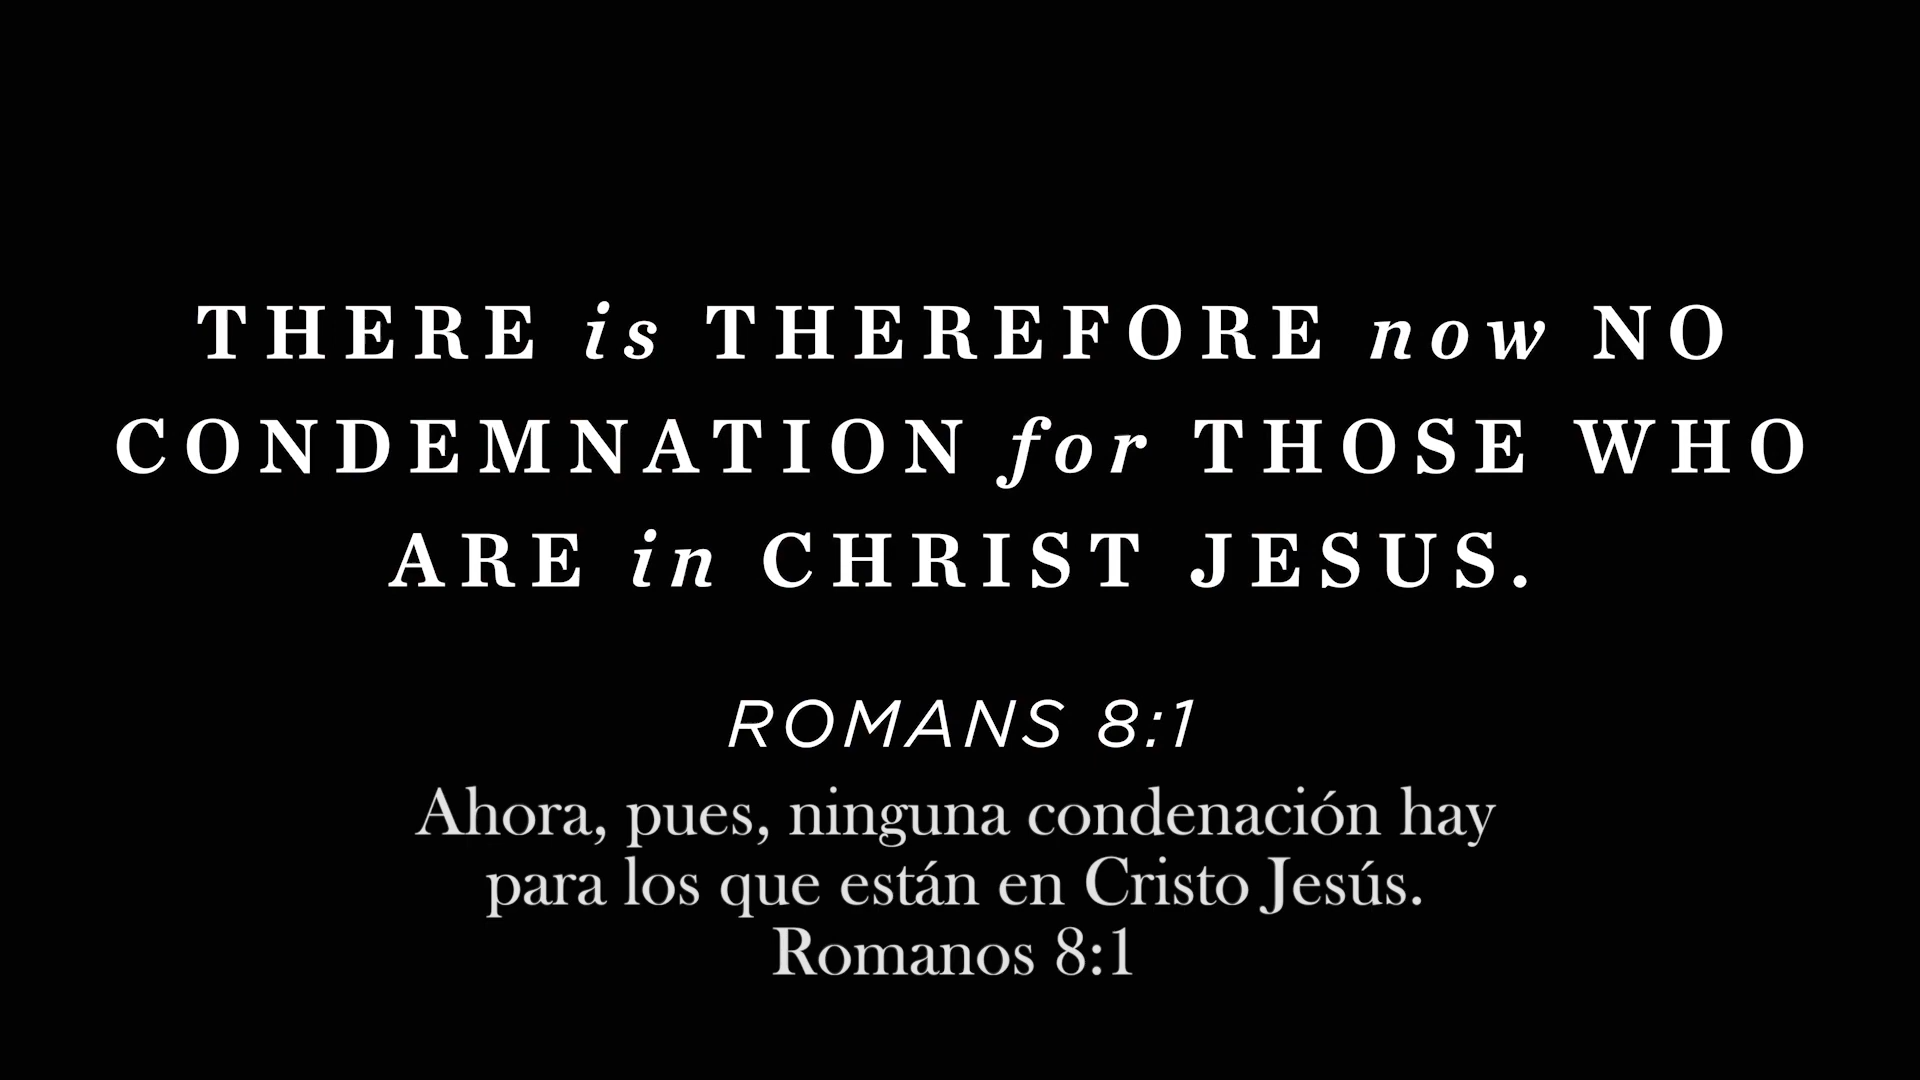 THERE is THEREFORE now NO
CONDEMNATION for THOSE WHO
ARE in CHRIST JESUS.
ROMANS 8:1
Ahora, pues, ninguna condenación hay
para los que están en Cristo Jesús.
Romanos 8:1